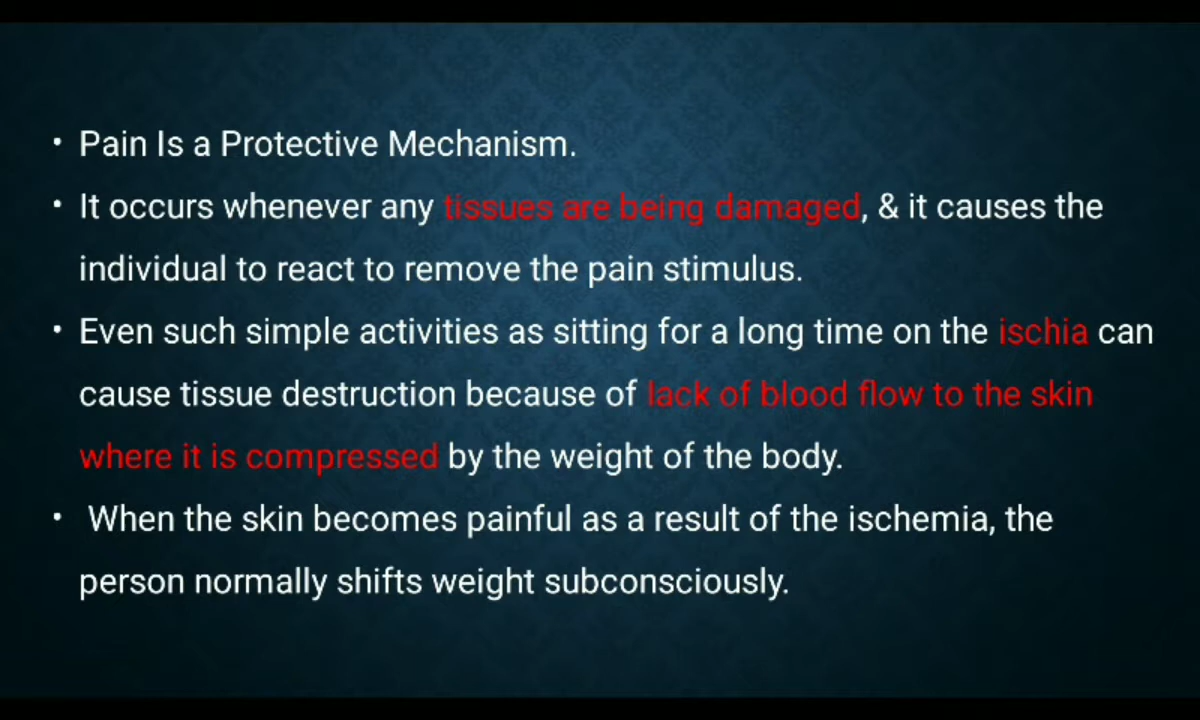 • Pain Is a Protective Mechanism.
• It occurs whenever any tissues are being damaged, & it causes the
individual to react to remove the pain stimulus.
• Even such simple activities as sitting for a long time on the ischia can
cause tissue destruction because of lack of blood flow to the skin
where it is compressed by the weight of the body.
• When the skin becomes painful as a result of the ischemia, the
person normally shifts weight subconsciously.